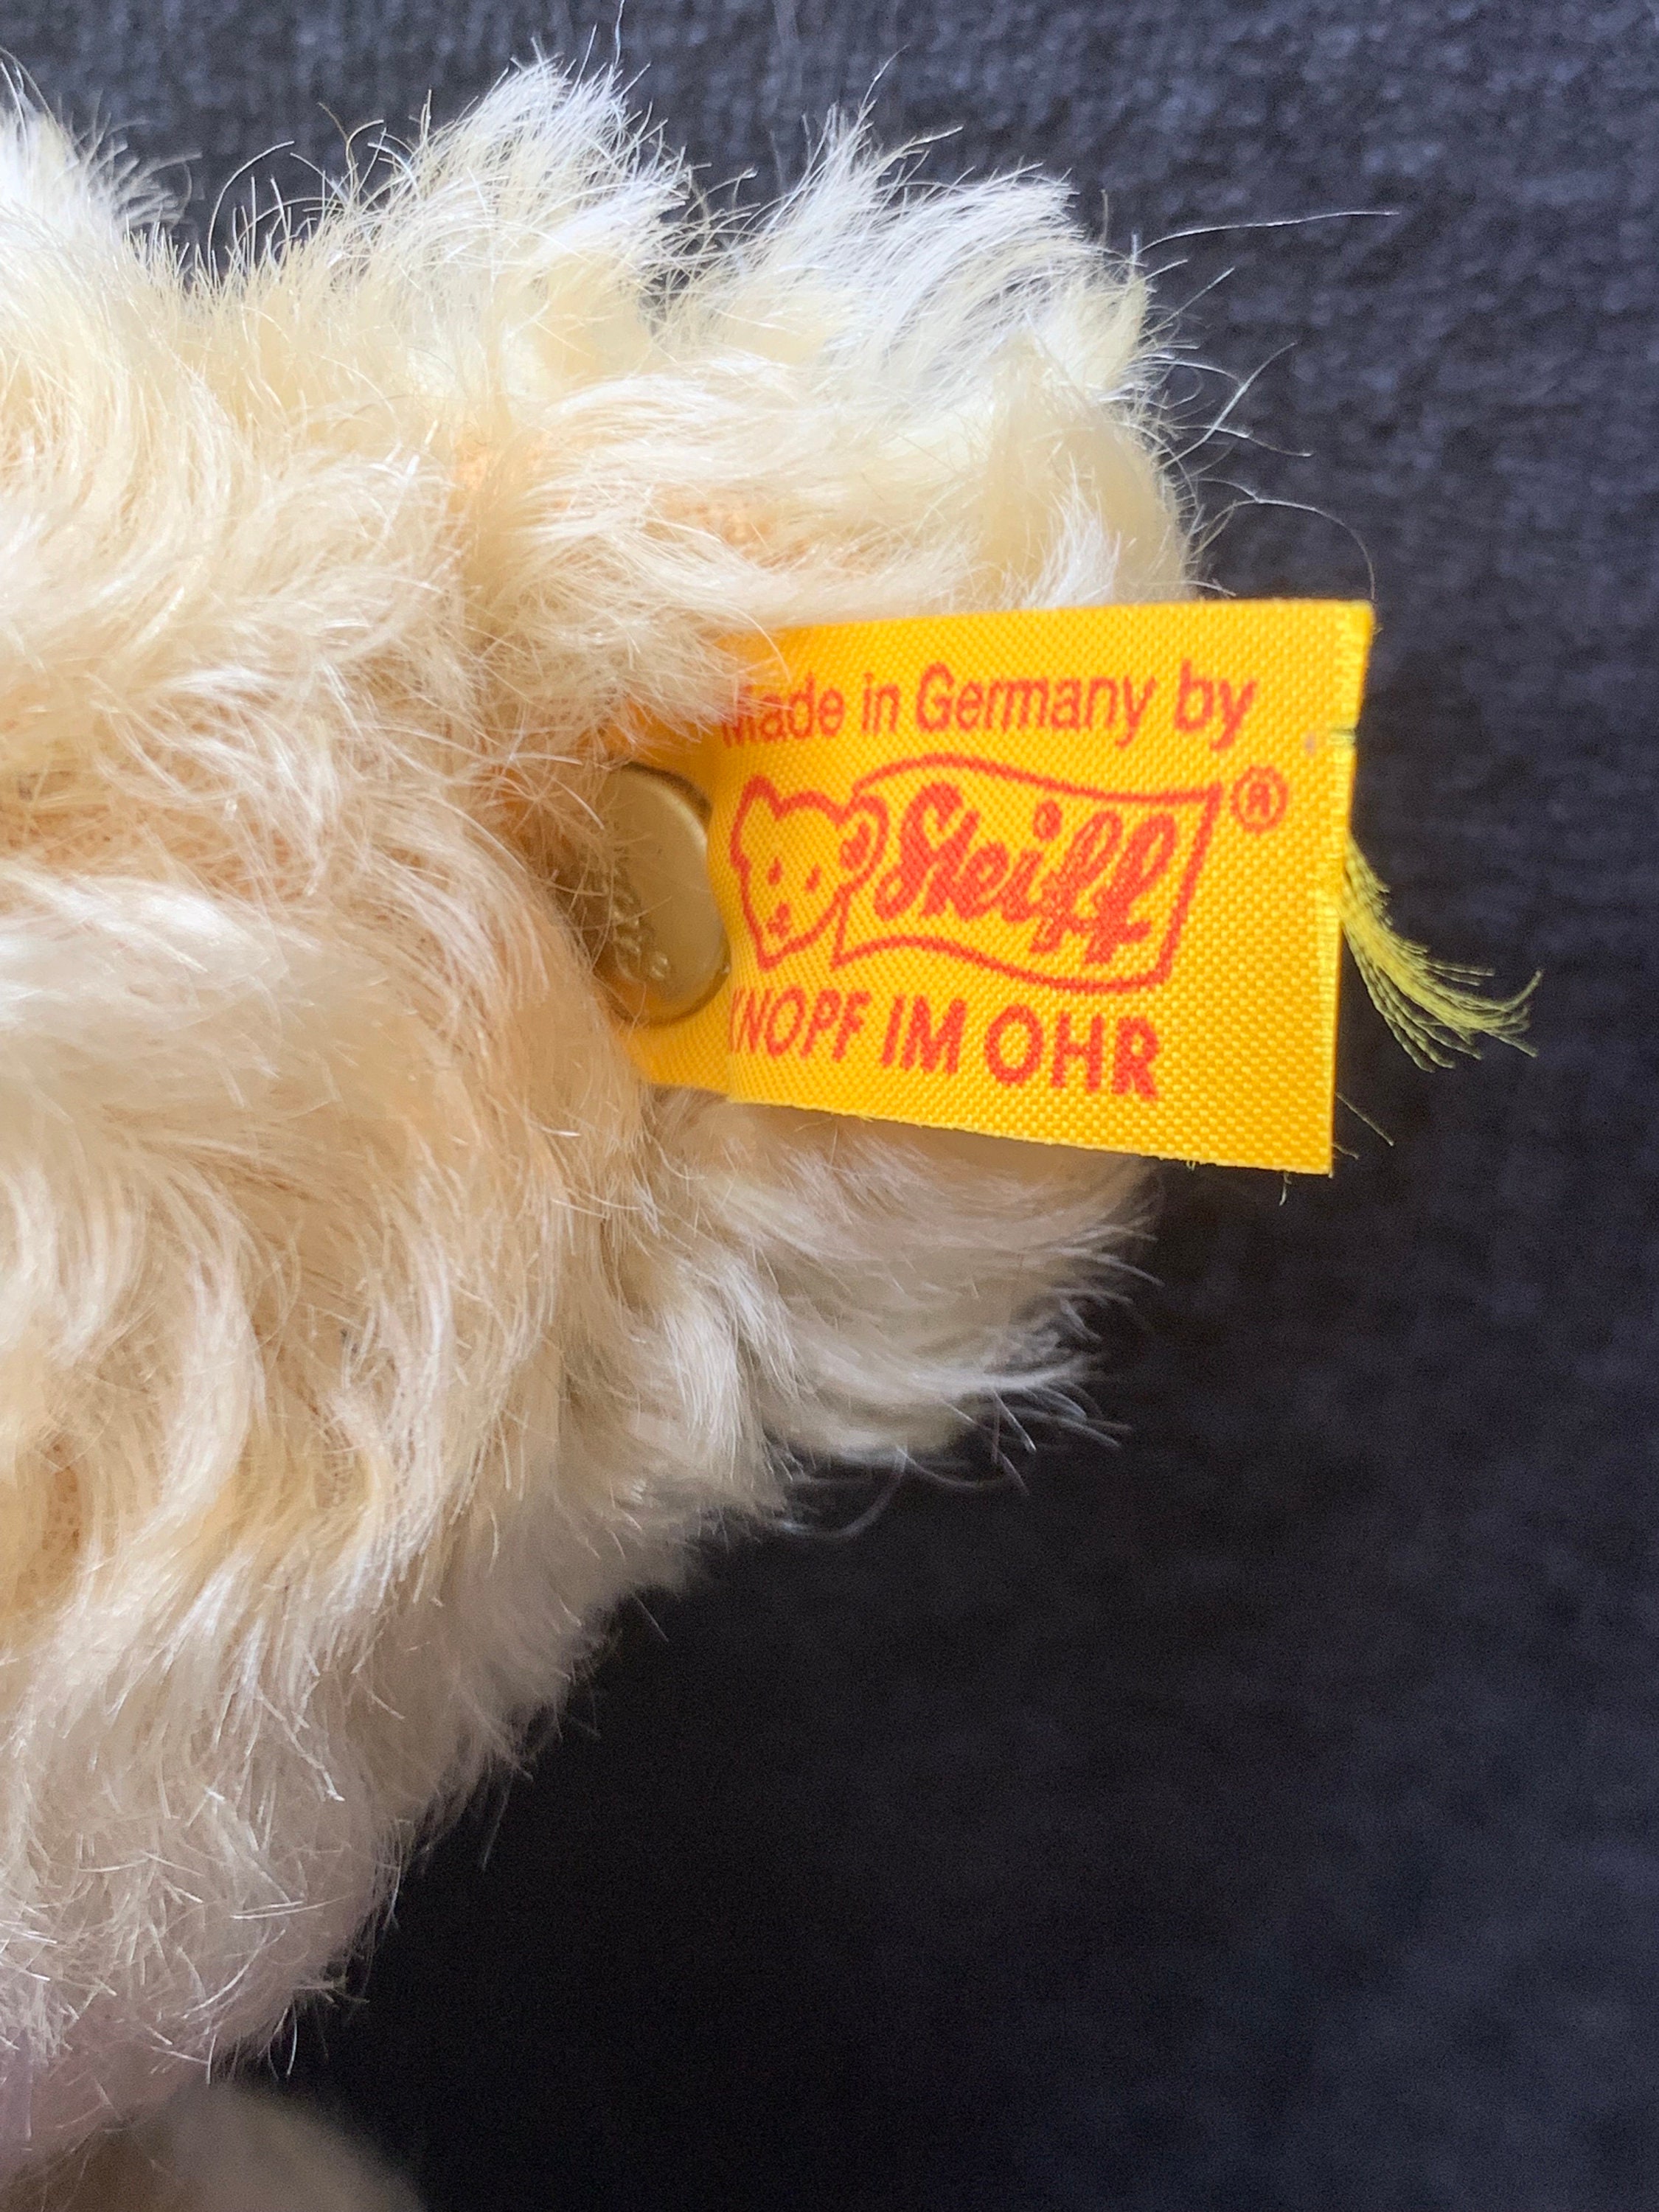 Made in Germany by
Steiff®
KNOPF IM OHR